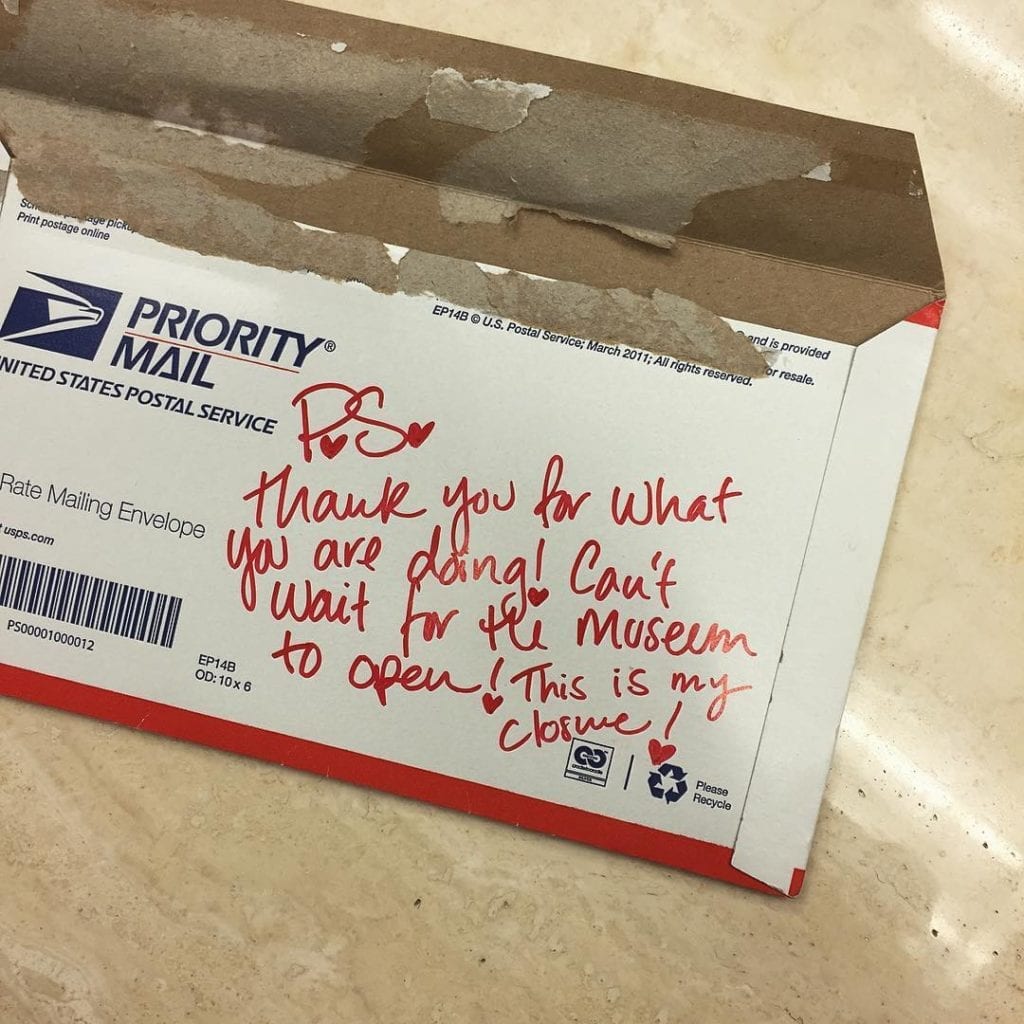 Print postage online
EP14B © U.S. Postal Service; March 2011; All rights reserved.
and is provided
or resale.
PRIORITY®
MAIL
NITED STATES POSTAL SERVICE
Rate Mailing Envelope
usps.com
PS00001000012
EP14B
OD: 10 x 6
P.S.
Thank you for what
you are doing! Can't
wait for the Museum
to open! This is my
closure!
Please
Recycle